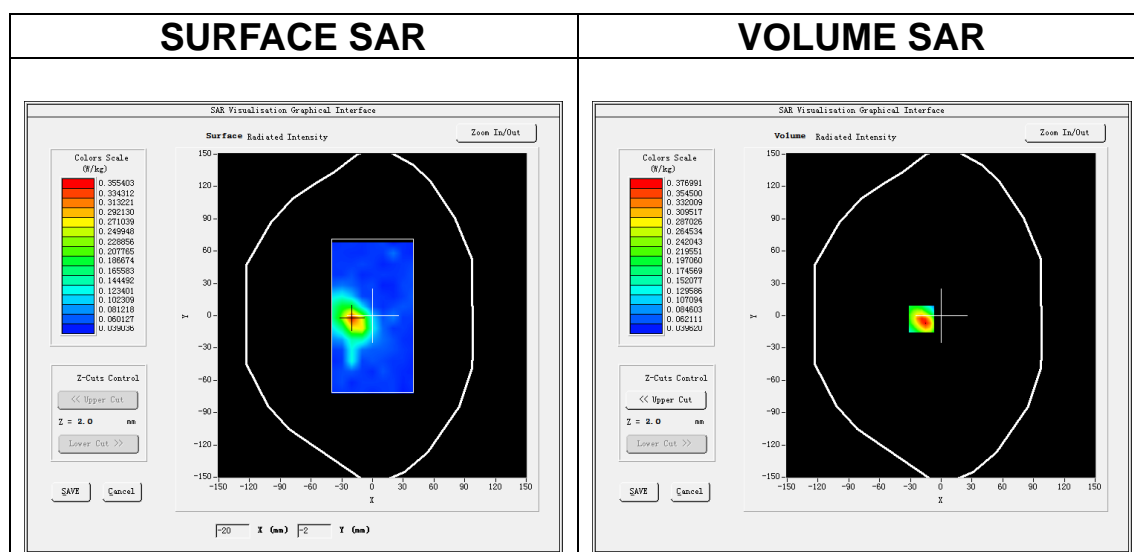 SURFACE SAR
SAR Visualisation Graphical Interface
Surface Radiated Intensity
Zoom In/Out
Colors Scale
(W/kg)
0.355403
0.334312
0.313221
0.292130
0.271039
0.249948
0.228856
0.207765
0.186674
0.165583
0.144492
0.123401
0.102309
0.081218
0.060127
0.039036
Z-Cuts Control
<< Upper Cut
Z = 2.0 mm
Lower Cut >>
SAVE Cancel
150
120
90
60
30
0
-30
-60
-90
-120
-150
Y
-150 -120 -90 -60 -30 0 30 60 90 120 150
X
-20 X (mm) -2 Y (mm)
VOLUME SAR
SAR Visualisation Graphical Interface
Volume Radiated Intensity
Zoom In/Out
Colors Scale
(W/kg)
0.376991
0.354500
0.332009
0.309517
0.287026
0.264534
0.242043
0.219551
0.197060
0.174569
0.152077
0.129586
0.107094
0.084603
0.062111
0.039620
Z-Cuts Control
<< Upper Cut
Z = 2.0 mm
Lower Cut >>
SAVE Cancel
150
120
90
60
30
0
-30
-60
-90
-120
-150
Y
-150 -120 -90 -60 -30 0 30 60 90 120 150
X